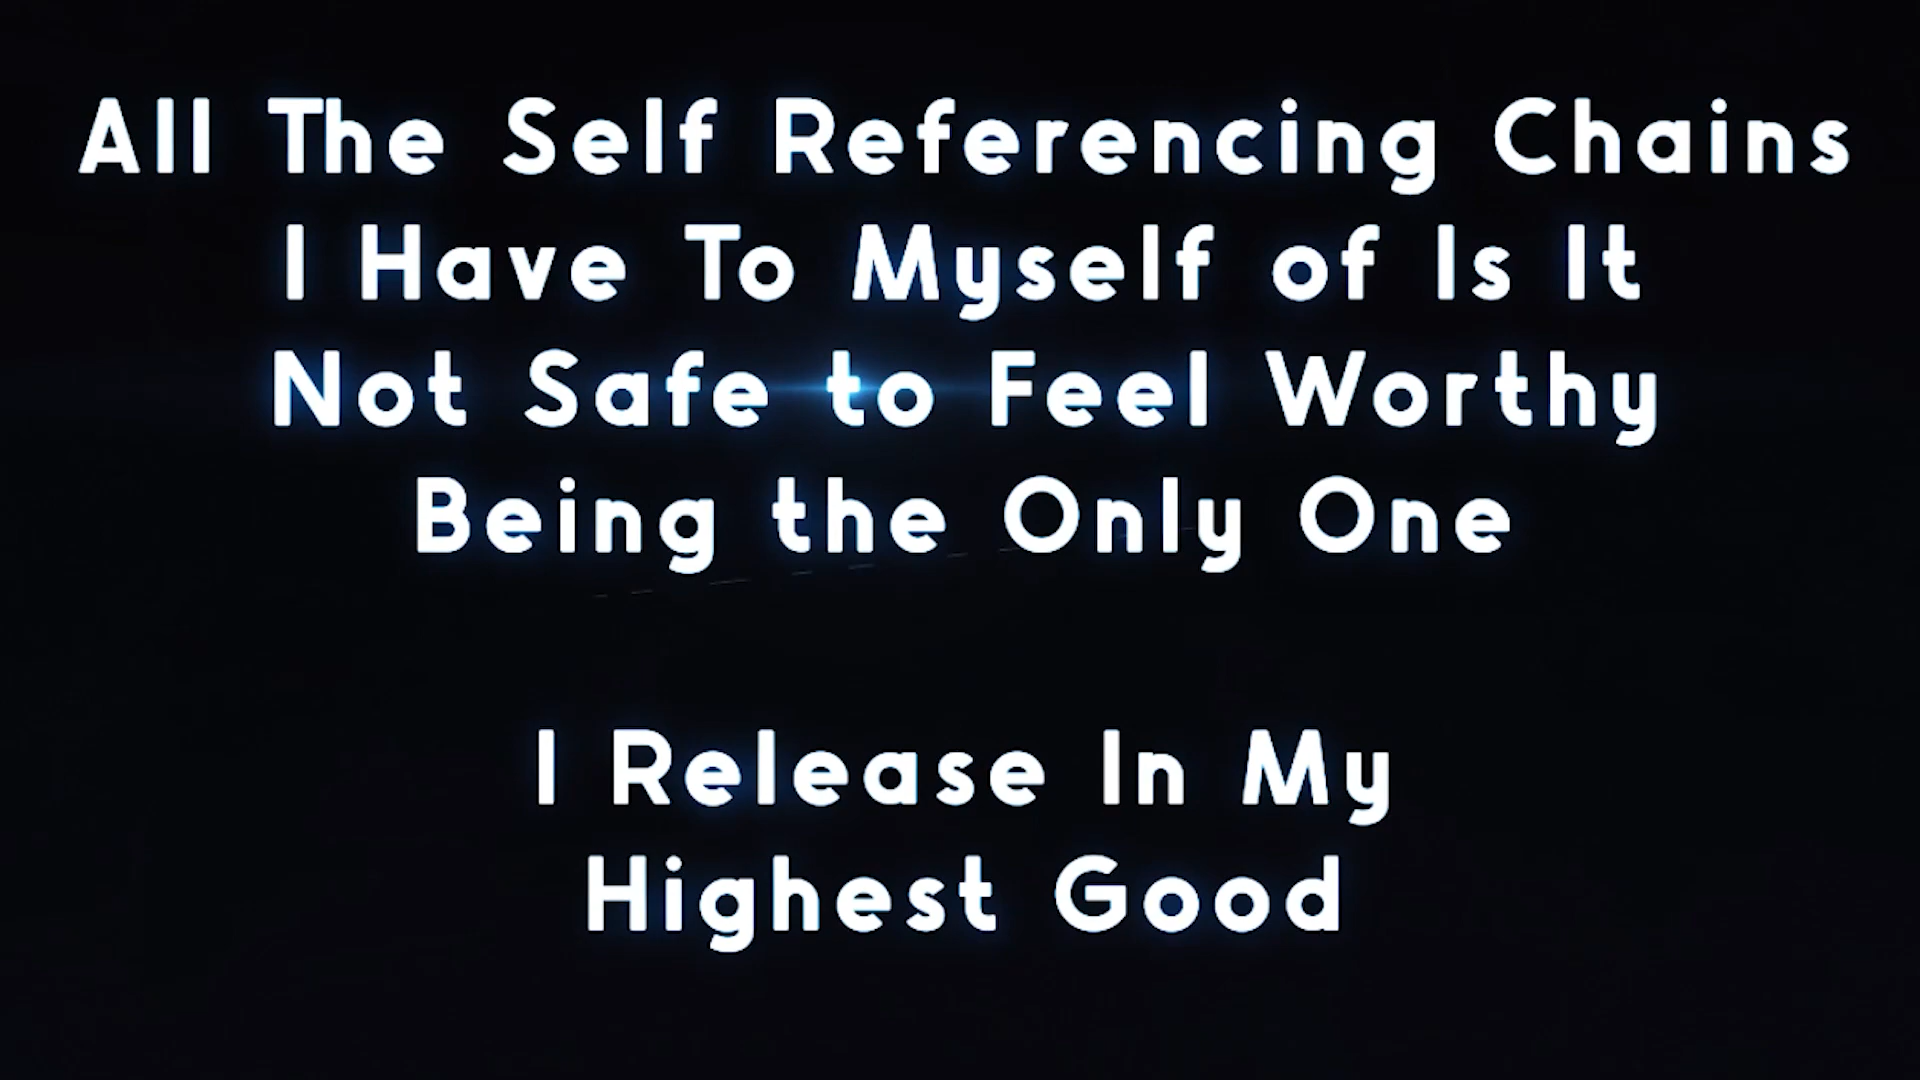 All The Self Referencing Chains
I Have To Myself of Is It
Not Safe to Feel Worthy
Being the Only One
I Release In My
Highest Good